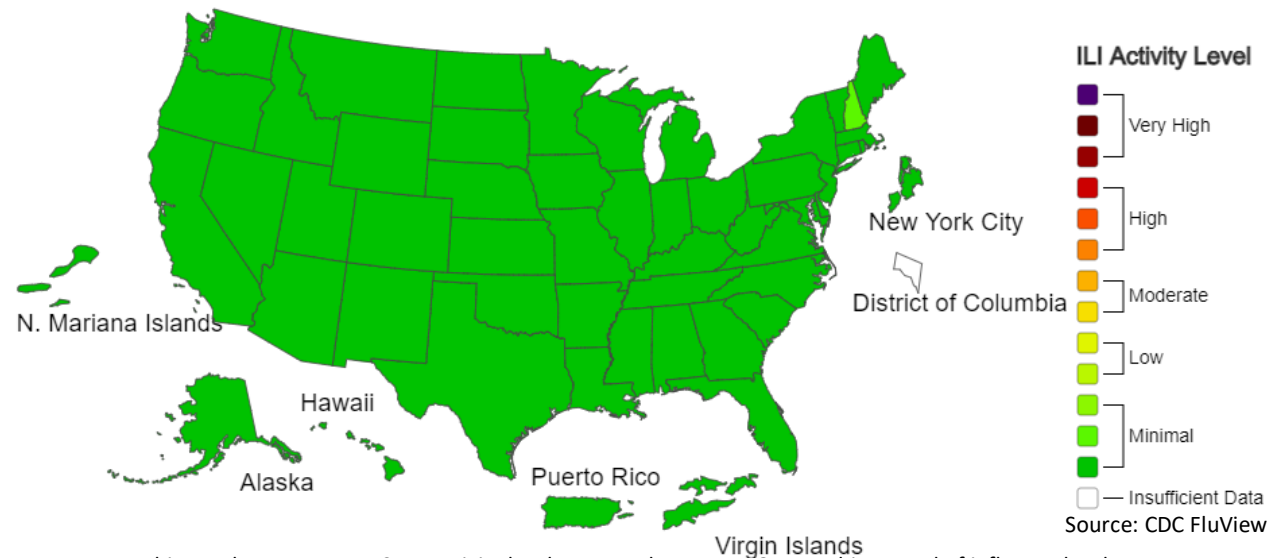 ILI Activity Level
Very High
High
Moderate
Low
Minimal
Insufficient Data
Source: CDC FluView
New York City
District of Columbia
N. Mariana Islands
Hawaii
Alaska
Puerto Rico
Virgin Islands